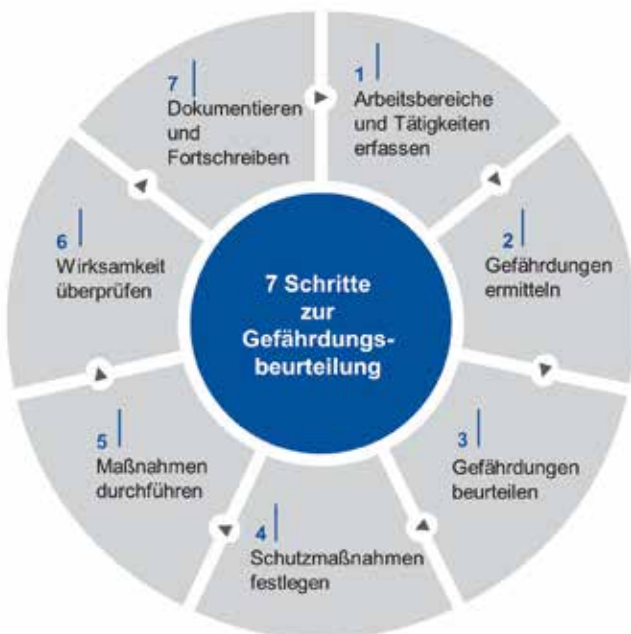 7 Schritte
zur
Gefährdungs-
beurteilung
1
Arbeitsbereiche
und Tätigkeiten
erfassen
2
Gefährdungen
ermitteln
3
Gefährdungen
beurteilen
4
Schutzmaßnahmen
festlegen
5
Maßnahmen
durchführen
6
Wirksamkeit
überprüfen
7
Dokumentieren
und
Fortschreiben